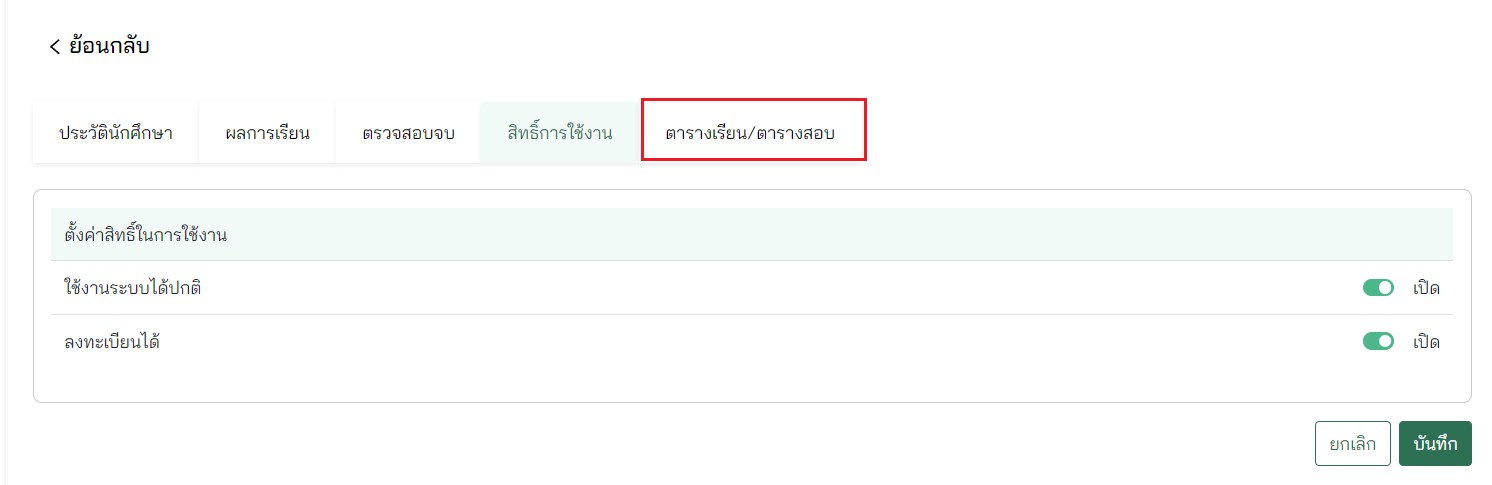 < ย้อนกลับ
ประวัตินักศึกษา ผลการเรียน ตรวจสอบจบ สิทธิ์การใช้งาน ตารางเรียน/ตารางสอบ
ตั้งค่าสิทธิ์ในการใช้งาน
ใช้งานระบบได้ปกติ เปิด
ลงทะเบียนได้ เปิด
ยกเลิก บันทึก